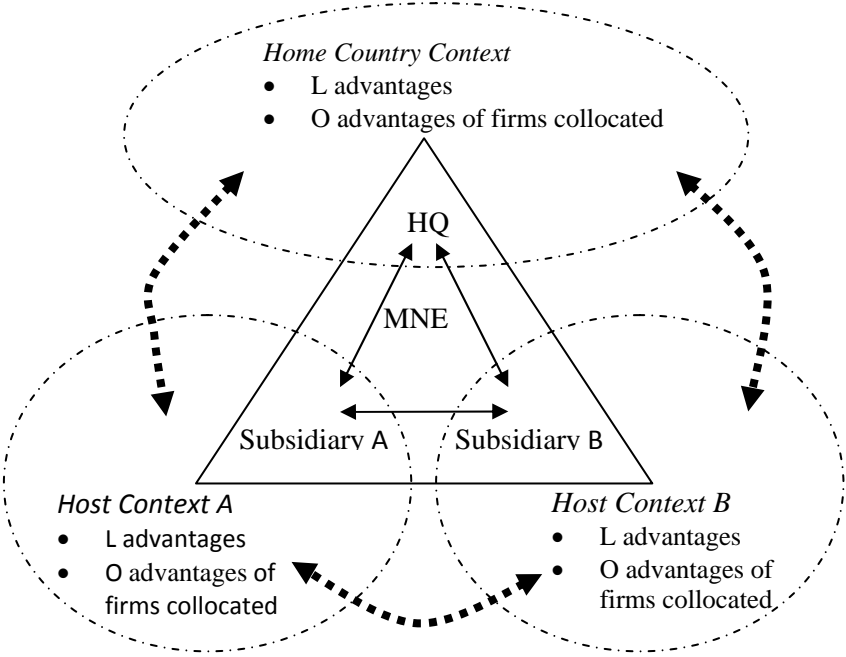 Home Country Context
• L advantages
• O advantages of firms collocated
HQ
MNE
Subsidiary A
Subsidiary B
Host Context A
• L advantages
• O advantages of
firms collocated
Host Context B
• L advantages
• O advantages of
firms collocated